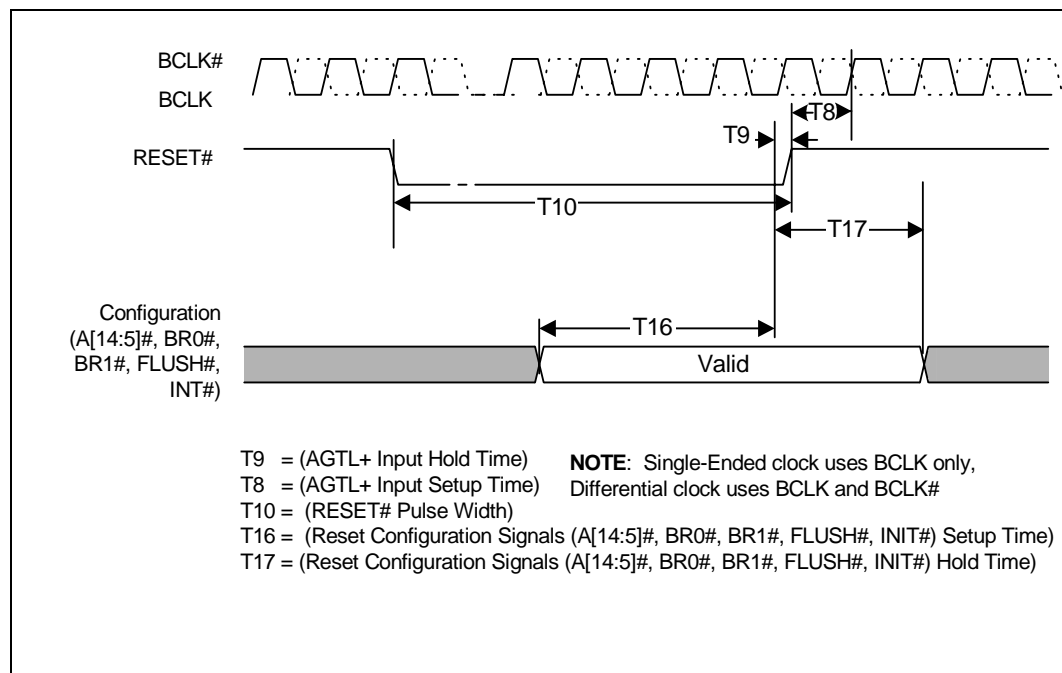 BCLK#
BCLK
T8
T9
RESET#
T10
T17
Configuration
(A[14:5]#, BR0#,
BR1#, FLUSH#,
INT#)
T16
Valid
T9 = (AGTL+ Input Hold Time)
T8 = (AGTL+ Input Setup Time)
NOTE: Single-Ended clock uses BCLK only,
Differential clock uses BCLK and BCLK#
T10 = (RESET# Pulse Width)
T16 = (Reset Configuration Signals (A[14:5]#, BR0#, BR1#, FLUSH#, INIT#) Setup Time)
T17 = (Reset Configuration Signals (A[14:5]#, BR0#, BR1#, FLUSH#, INIT#) Hold Time)